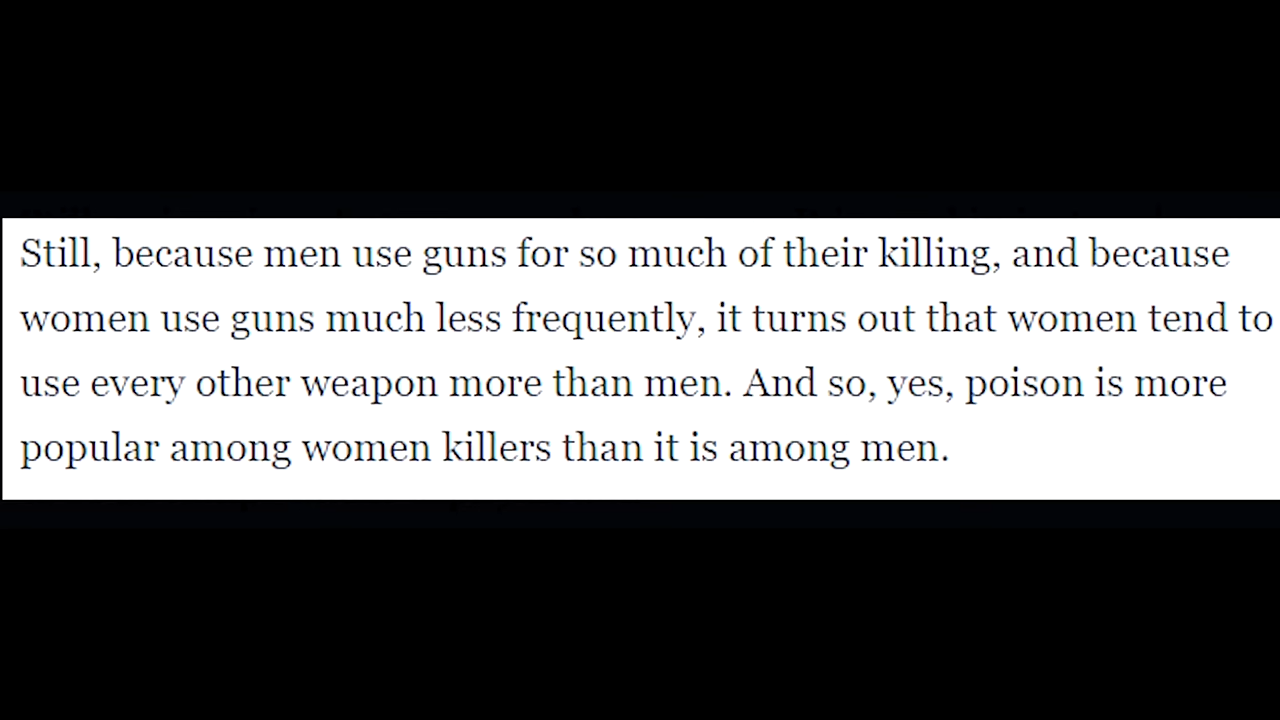 Still, because men use guns for so much of their killing, and because
women use guns much less frequently, it turns out that women tend to
use every other weapon more than men. And so, yes, poison is more
popular among women killers than it is among men.